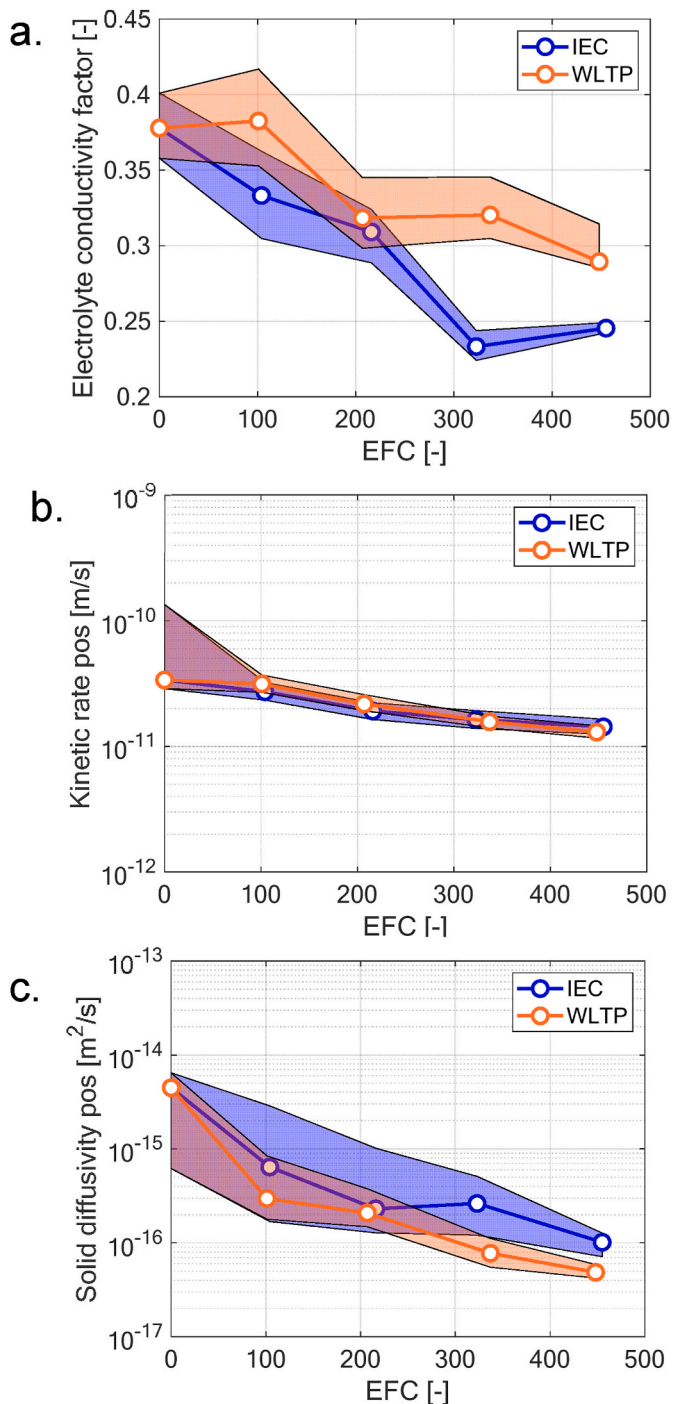 a.
Electrolyte conductivity factor [-]
0.45
0.4
0.35
0.3
0.25
0.2
IEC
WLTP
0 100 200 300 400 500
EFC [-]
b.
Kinetic rate pos [m/s]
10^-9
10^-10
10^-11
10^-12
IEC
WLTP
0 100 200 300 400 500
EFC [-]
c.
Solid diffusivity pos [m^2/s]
10^-13
10^-14
10^-15
10^-16
10^-17
IEC
WLTP
0 100 200 300 400 500
EFC [-]